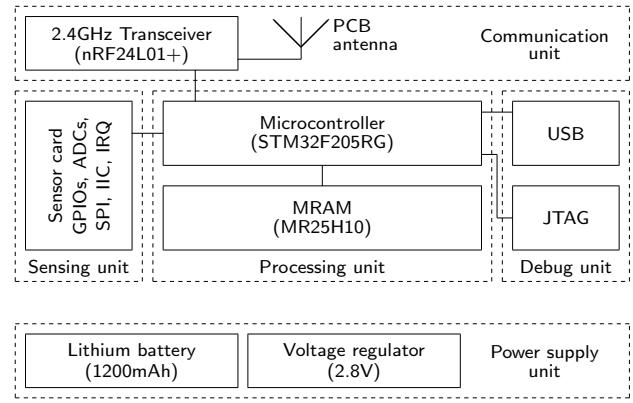 2.4GHz Transceiver
(nRF24L01+)
PCB
antenna
Communication
unit
Sensor card
GPIOs, ADCs,
SPI, IIC, IRQ
Microcontroller
(STM32F205RG)
USB
MRAM
(MR25H10)
JTAG
Sensing unit
Processing unit
Debug unit
Lithium battery
(1200mAh)
Voltage regulator
(2.8V)
Power supply
unit